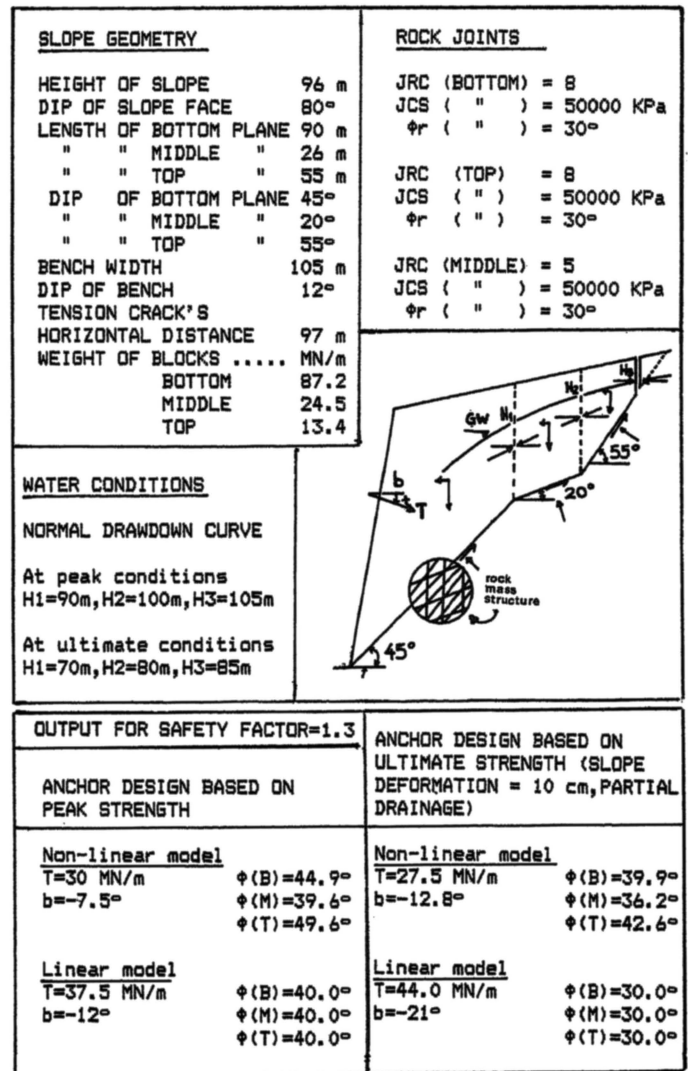 SLOPE GEOMETRY
HEIGHT OF SLOPE 96 m
DIP OF SLOPE FACE 80°
LENGTH OF BOTTOM PLANE 90 m
" " MIDDLE " 26 m
" " TOP " 55 m
DIP OF BOTTOM PLANE 45°
" " MIDDLE " 20°
" " TOP " 55°
BENCH WIDTH 105 m
DIP OF BENCH 12°
TENSION CRACK'S
HORIZONTAL DISTANCE 97 m
WEIGHT OF BLOCKS ..... MN/m
BOTTOM 87.2
MIDDLE 24.5
TOP 13.4
ROCK JOINTS
JRC (BOTTOM) = 8
JCS ( " ) = 50000 KPa
φr ( " ) = 30°
JRC (TOP) = 8
JCS ( " ) = 50000 KPa
φr ( " ) = 30°
JRC (MIDDLE) = 5
JCS ( " ) = 50000 KPa
φr ( " ) = 30°
WATER CONDITIONS
NORMAL DRAWDOWN CURVE
At peak conditions
H1=90m,H2=100m,H3=105m
At ultimate conditions
H1=70m,H2=80m,H3=85m
H3
H2
H1
GW
55°
20°
b
T
rock
mass
structure
45°
OUTPUT FOR SAFETY FACTOR=1.3
ANCHOR DESIGN BASED ON
PEAK STRENGTH
Non-linear model
T=30 MN/m φ(B)=44.9°
b=-7.5° φ(M)=39.6°
φ(T)=49.6°
Linear model
T=37.5 MN/m φ(B)=40.0°
b=-12° φ(M)=40.0°
φ(T)=40.0°
ANCHOR DESIGN BASED ON
ULTIMATE STRENGTH (SLOPE
DEFORMATION = 10 cm,PARTIAL
DRAINAGE)
Non-linear model
T=27.5 MN/m φ(B)=39.9°
b=-12.8° φ(M)=36.2°
φ(T)=42.6°
Linear model
T=44.0 MN/m φ(B)=30.0°
b=-21° φ(M)=30.0°
φ(T)=30.0°